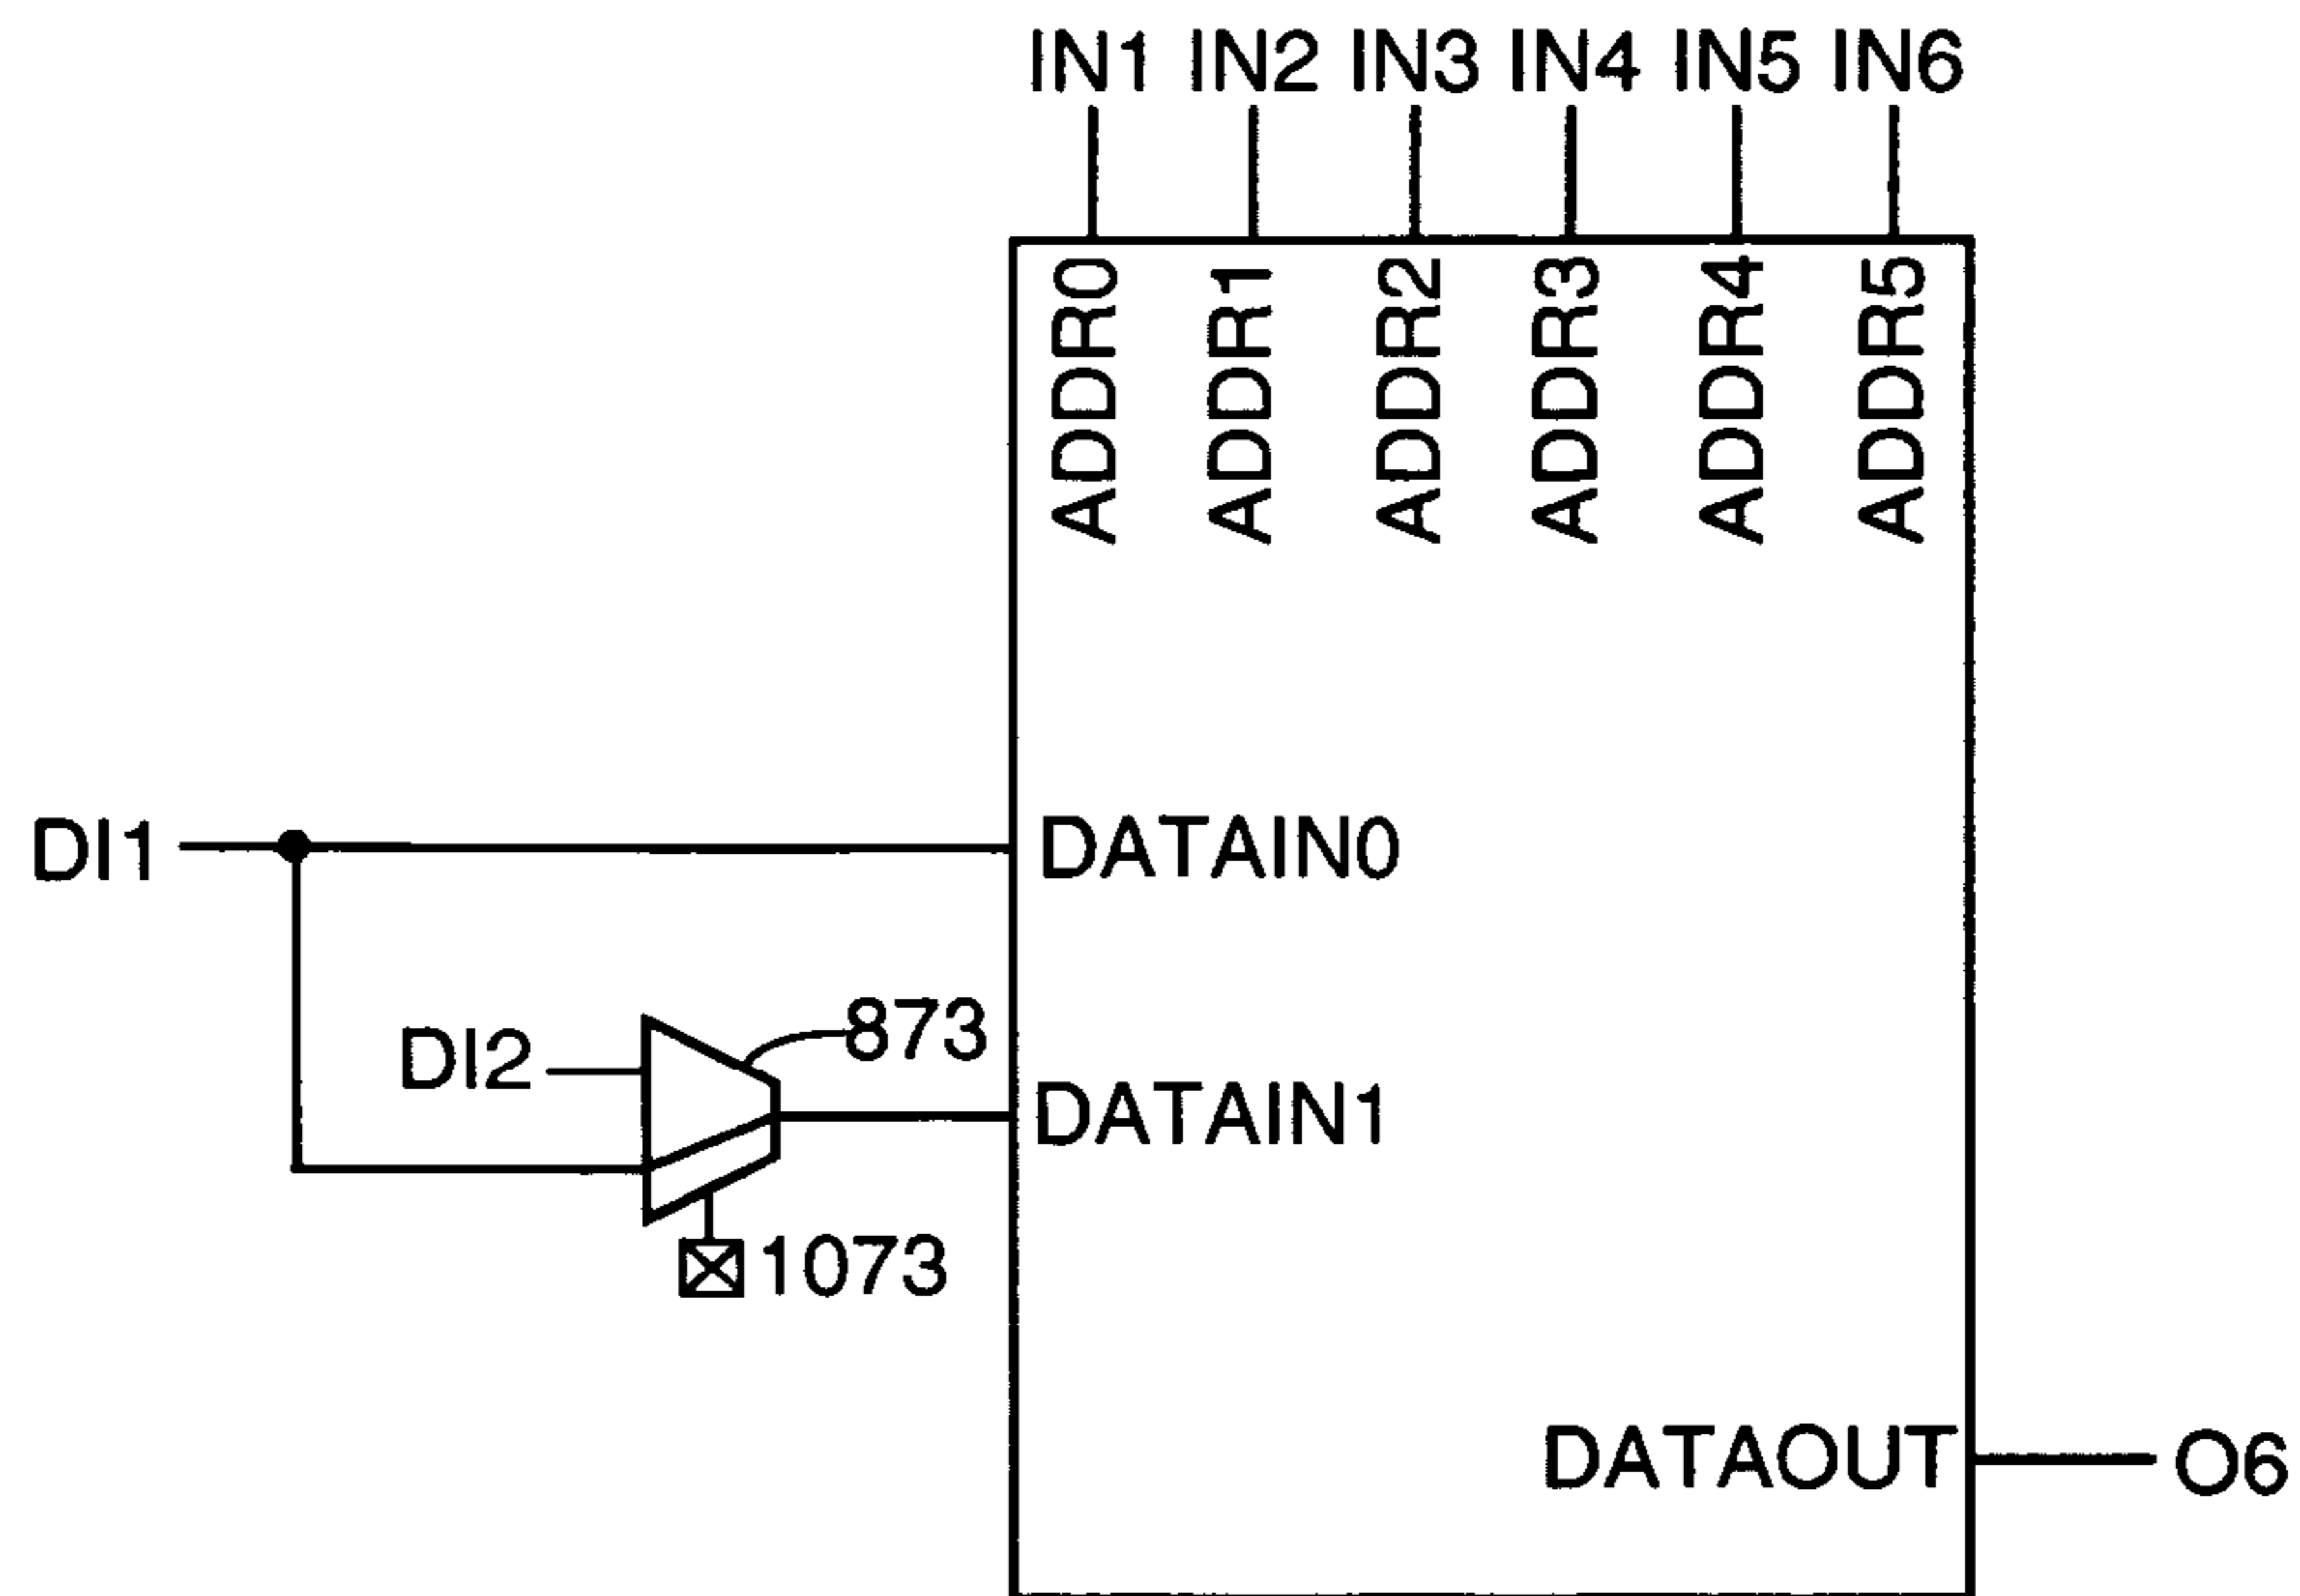 IN1 IN2 IN3 IN4 IN5 IN6
ADDR0
ADDR1
ADDR2
ADDR3
ADDR4
ADDR5
DI1
DATAIN0
873
DI2
DATAIN1
1073
DATAOUT
O6